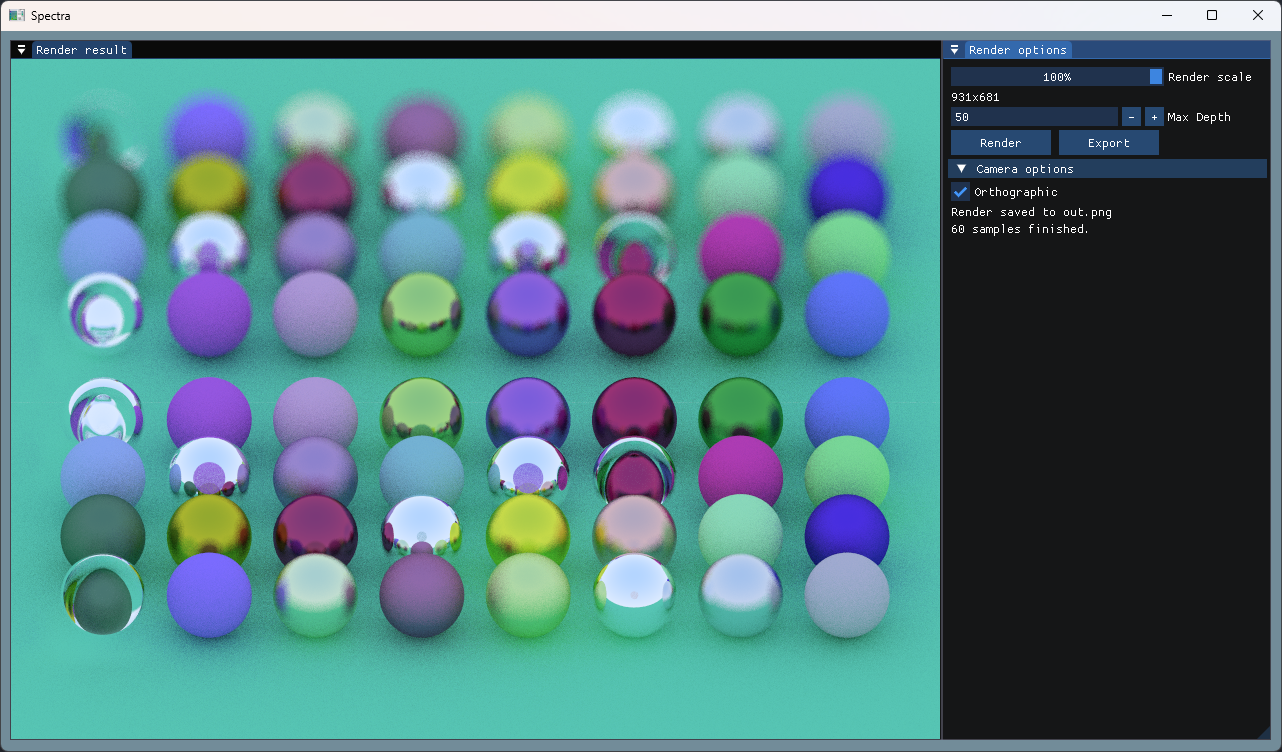 Spectra
Render result
Render options
100% Render scale
931x681
50 - + Max Depth
Render Export
Camera options
Orthographic
Render saved to out.png
60 samples finished.